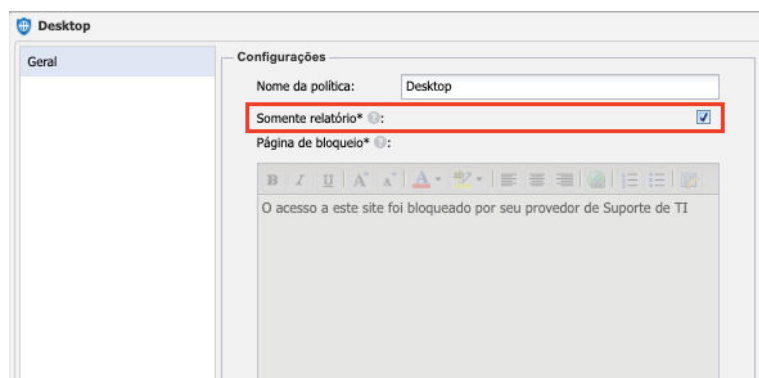 Desktop
Geral
Configurações
Nome da política: Desktop
Somente relatório* ?:
Página de bloqueio* ?:
B I U A A A ab
O acesso a este site foi bloqueado por seu provedor de Suporte de TI